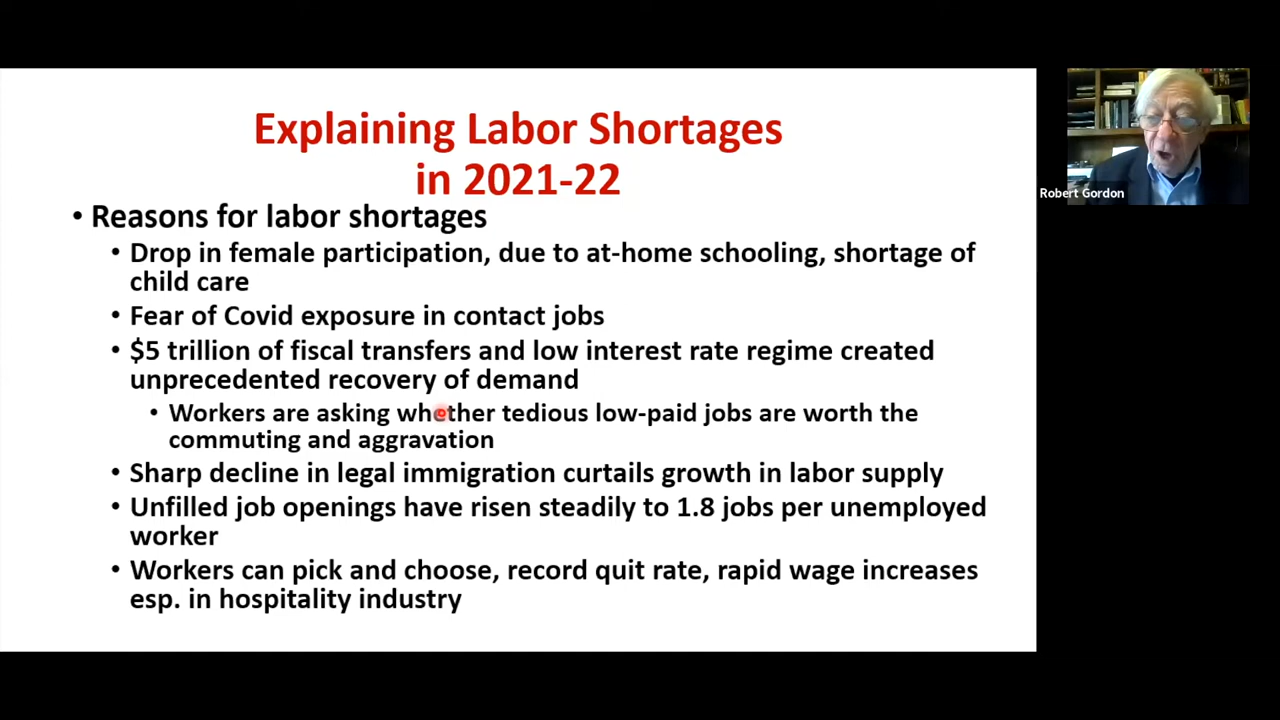 Explaining Labor Shortages
in 2021-22
• Reasons for labor shortages
• Drop in female participation, due to at-home schooling, shortage of
child care
• Fear of Covid exposure in contact jobs
• $5 trillion of fiscal transfers and low interest rate regime created
unprecedented recovery of demand
• Workers are asking whether tedious low-paid jobs are worth the
commuting and aggravation
• Sharp decline in legal immigration curtails growth in labor supply
• Unfilled job openings have risen steadily to 1.8 jobs per unemployed
worker
• Workers can pick and choose, record quit rate, rapid wage increases
esp. in hospitality industry
Robert Gordon